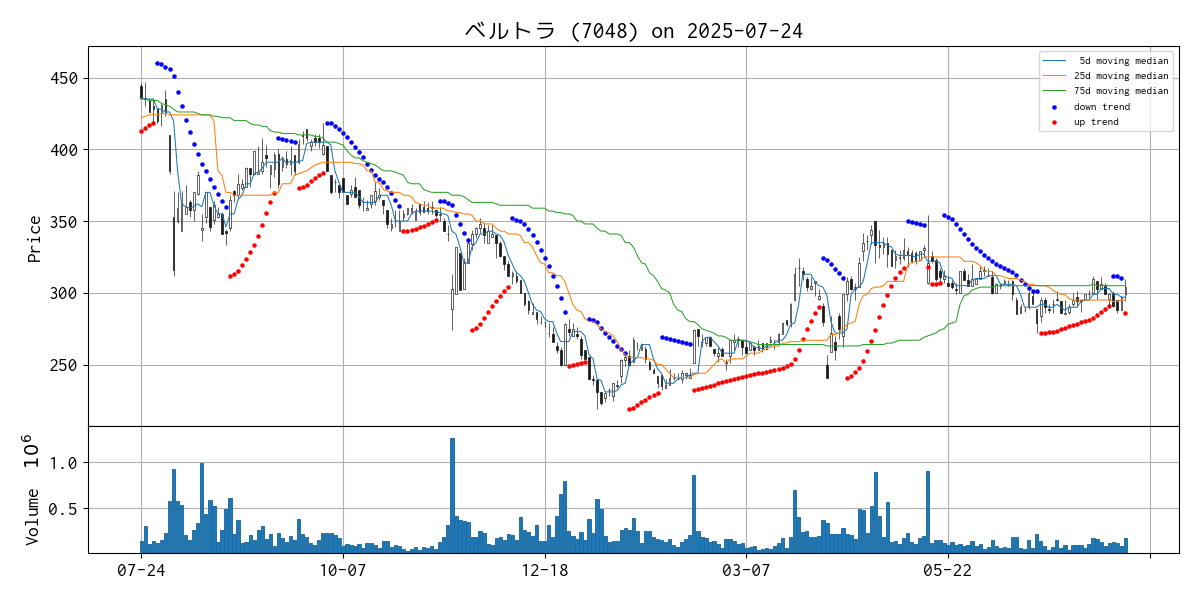 ベルトラ (7048) on 2025-07-24
5d moving median
25d moving median
75d moving median
down trend
up trend
450
400
350
300
250
Price
1.0
0.5
Volume 10^6
07-24
10-07
12-18
03-07
05-22